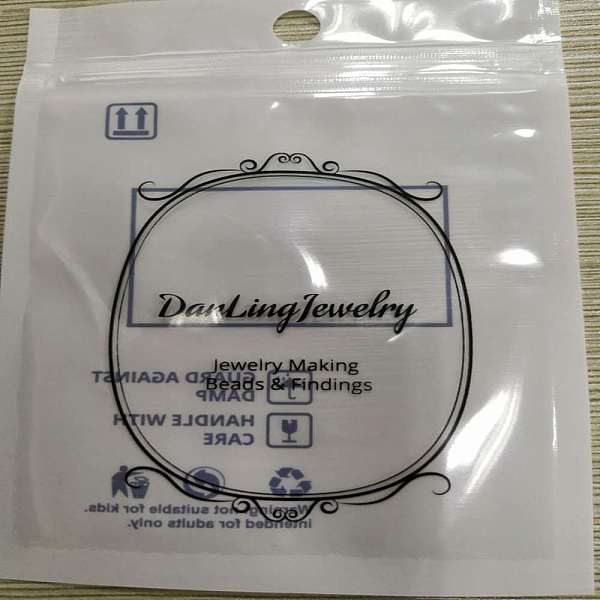 DanLingJewelry
Jewelry Making
Beads & Findings
GUARD AGAINST
DAMP
HANDLE WITH
CARE
Warning: not suitable for kids.
intended for adults only.